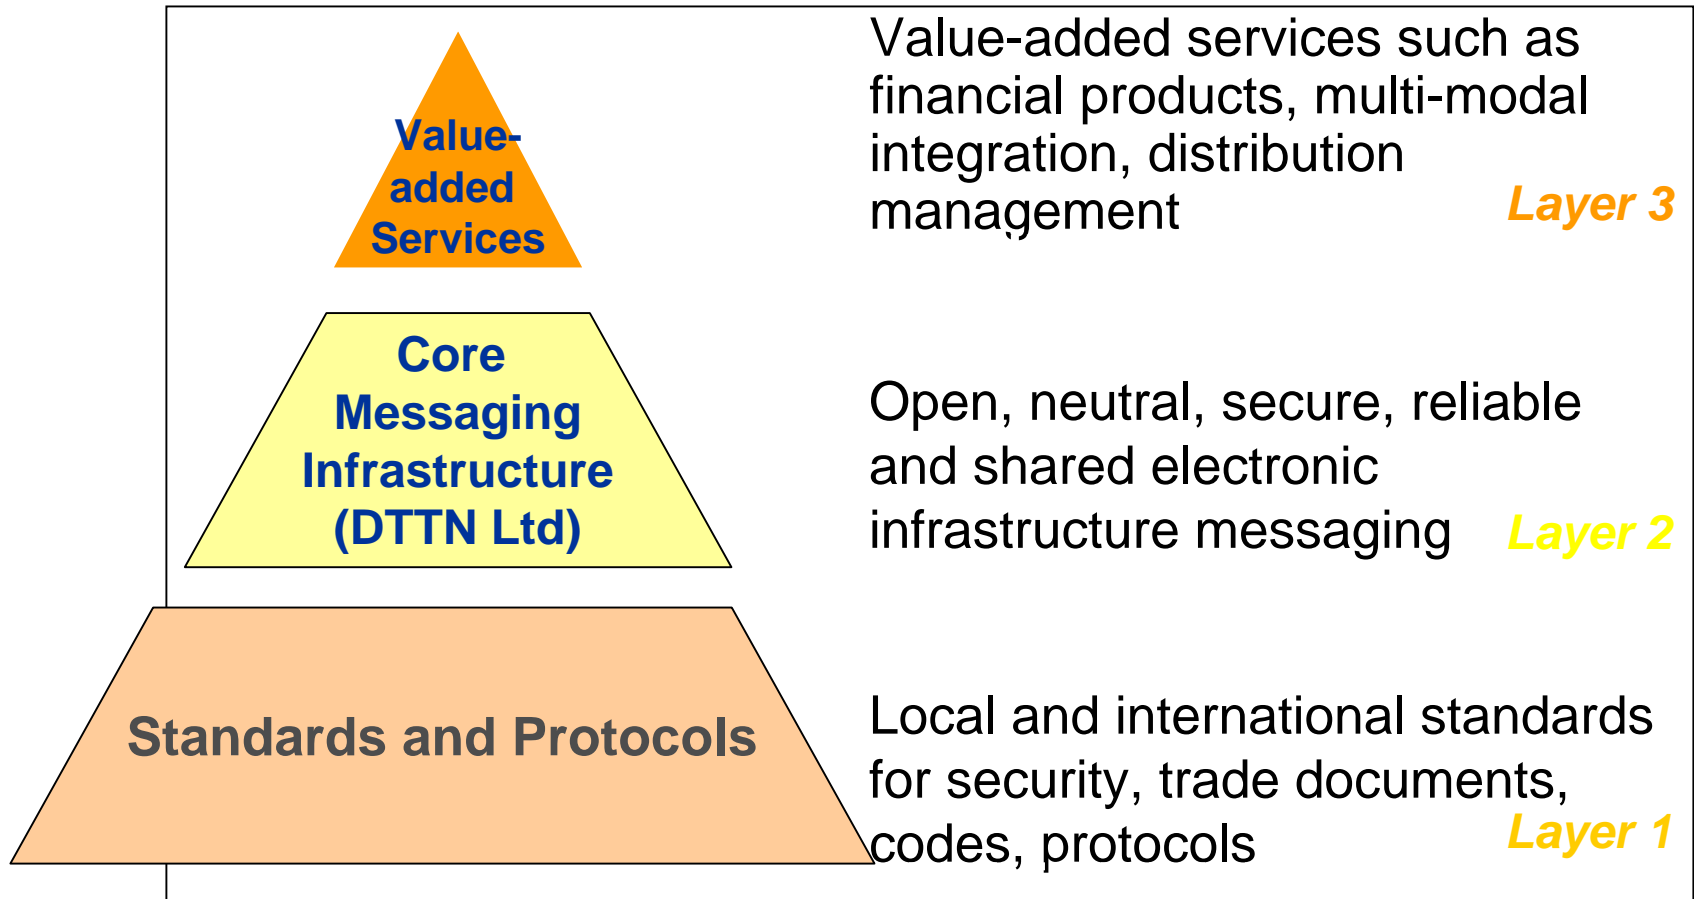 Value-
added
Services
Value-added services such as
financial products, multi-modal
integration, distribution
management
Layer 3
Core
Messaging
Infrastructure
(DTTN Ltd)
Open, neutral, secure, reliable
and shared electronic
infrastructure messaging
Layer 2
Standards and Protocols
Local and international standards
for security, trade documents,
codes, protocols
Layer 1